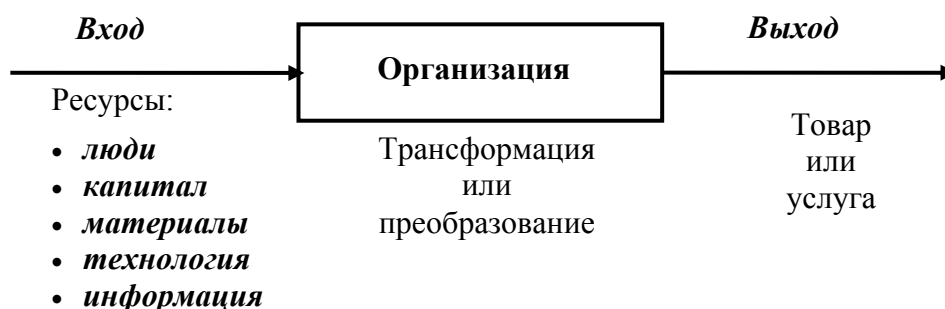 Вход
Организация
Выход
Ресурсы:
• люди
• капитал
• материалы
• технология
• информация
Трансформация
или
преобразование
Товар
или
услуга